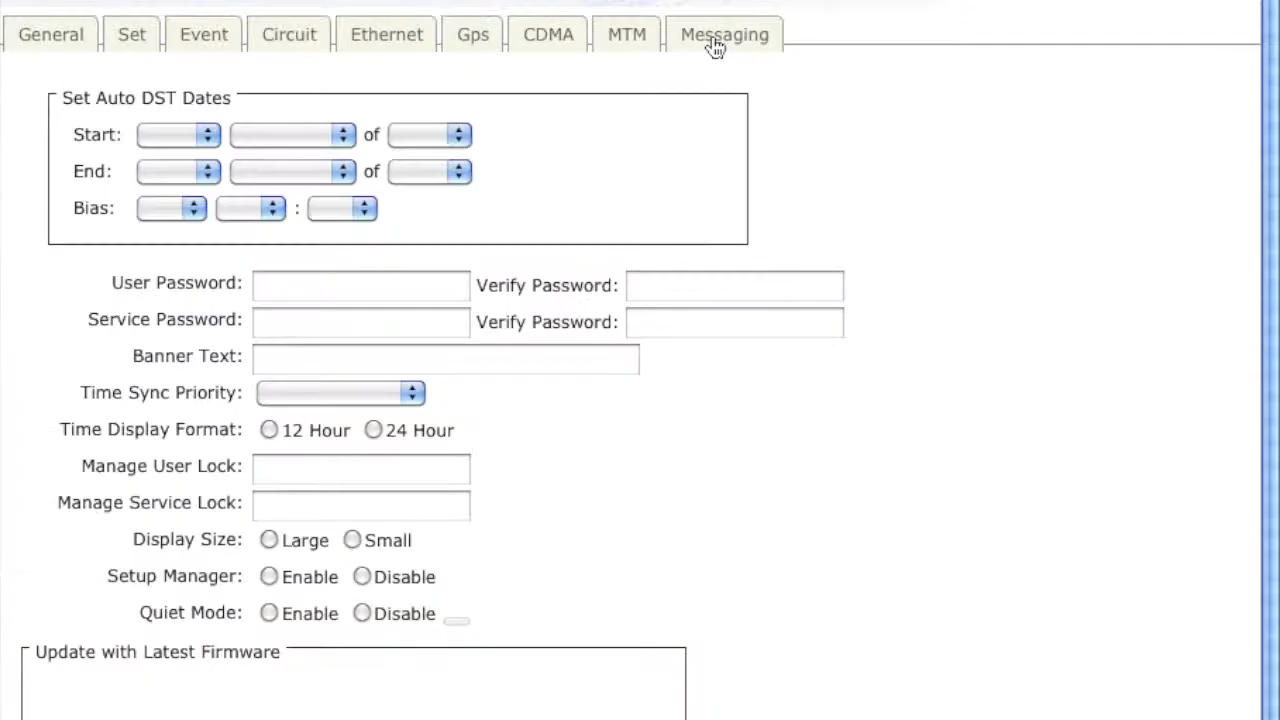 General Set Event Circuit Ethernet Gps CDMA MTM Messaging
Set Auto DST Dates
Start: of
End: of
Bias: :
User Password: Verify Password:
Service Password: Verify Password:
Banner Text:
Time Sync Priority:
Time Display Format: 12 Hour 24 Hour
Manage User Lock:
Manage Service Lock:
Display Size: Large Small
Setup Manager: Enable Disable
Quiet Mode: Enable Disable
Update with Latest Firmware